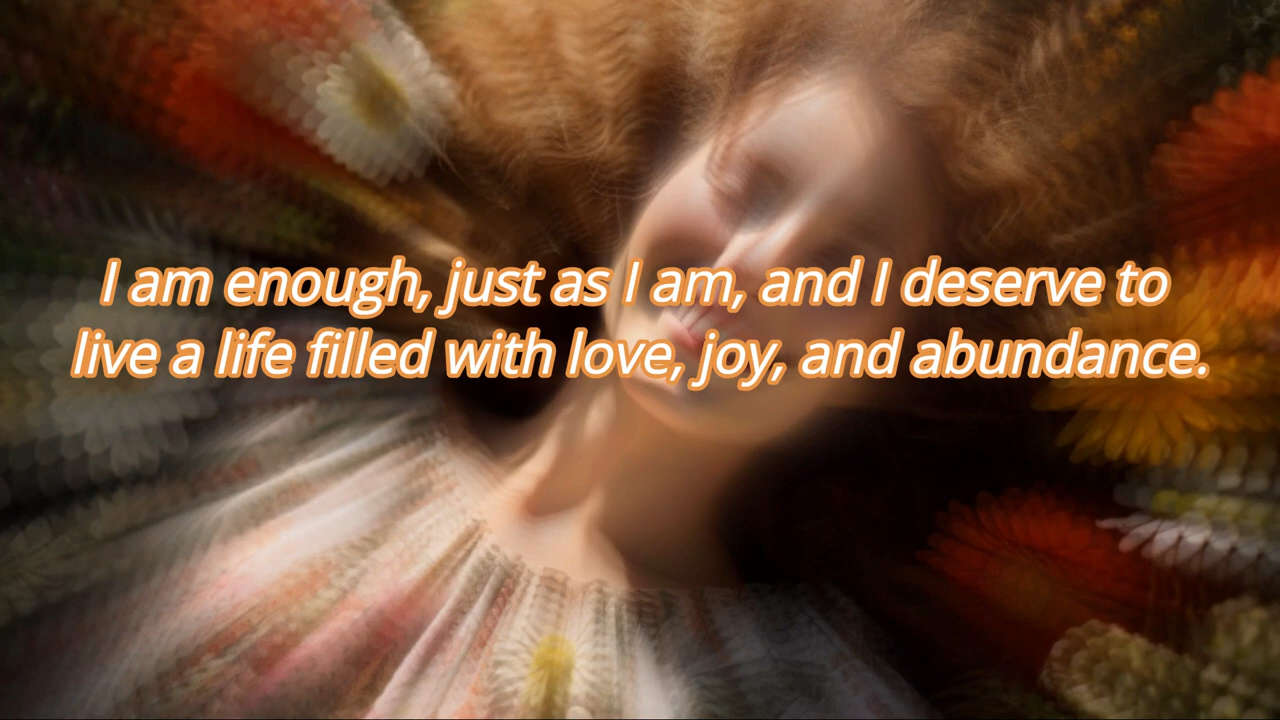 I am enough, just as I am, and I deserve to
live a life filled with love, joy, and abundance.